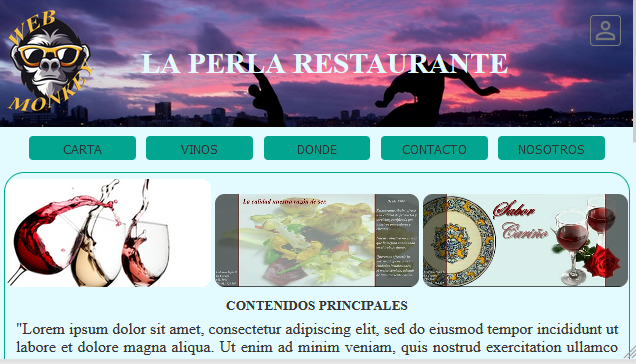 WEB
MONKEY
LA PERLA RESTAURANTE
CARTA
VINOS
DONDE
CONTACTO
NOSOTROS
La calidad nuestra razón de ser.
Sabor
Cariño
CONTENIDOS PRINCIPALES
"Lorem ipsum dolor sit amet, consectetur adipiscing elit, sed do eiusmod tempor incididunt ut
labore et dolore magna aliqua. Ut enim ad minim veniam, quis nostrud exercitation ullamco